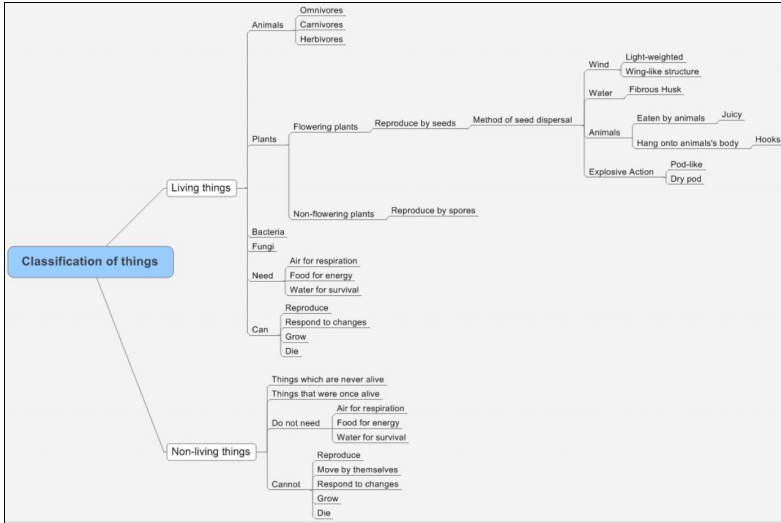 Classification of things
Living things
Animals
Omnivores
Carnivores
Herbivores
Plants
Flowering plants
Reproduce by seeds
Method of seed dispersal
Wind
Light-weighted
Wing-like structure
Water
Fibrous Husk
Animals
Eaten by animals
Juicy
Hang onto animals's body
Hooks
Explosive Action
Pod-like
Dry pod
Non-flowering plants
Reproduce by spores
Bacteria
Fungi
Need
Air for respiration
Food for energy
Water for survival
Can
Reproduce
Respond to changes
Grow
Die
Non-living things
Things which are never alive
Things that were once alive
Do not need
Air for respiration
Food for energy
Water for survival
Cannot
Reproduce
Move by themselves
Respond to changes
Grow
Die